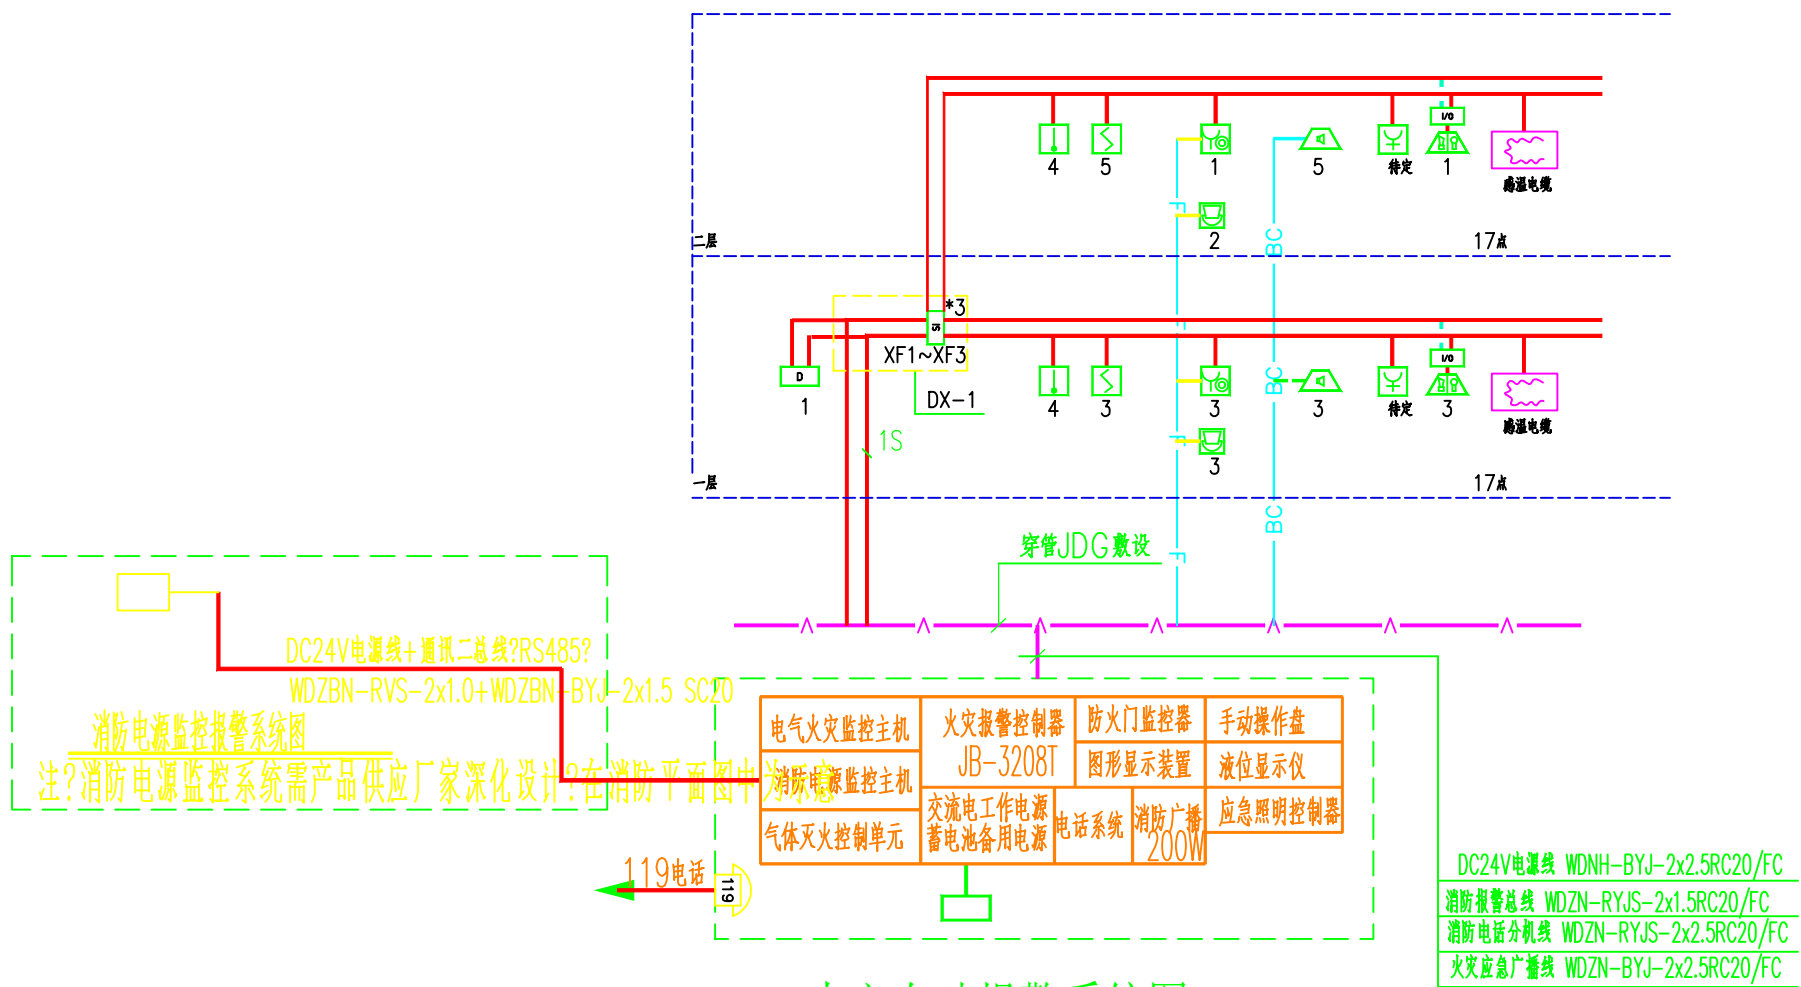 I/O
4
5
1
5
待定
1
感温电缆
2
二层
17点
*3
SI
XF1~XF3
D
1
DX-1
I/O
4
3
3
3
待定
3
感温电缆
1S
3
一层
17点
BC
BC
BC
F
F
F
穿管JDG敷设
DC24V电源线+通讯二总线?RS485?
WDZBN-RVS-2x1.0+WDZBN-BYJ-2x1.5 SC20
消防电源监控报警系统图
注?消防电源监控系统需产品供应厂家深化设计?在消防平面图中为示意
电气火灾监控主机
消防电源监控主机
气体灭火控制单元
火灾报警控制器
JB-3208T
防火门监控器
图形显示装置
手动操作盘
液位显示仪
应急照明控制器
交流电工作电源
蓄电池备用电源
电话系统
消防广播
200W
119电话
119
DC24V电源线 WDNH-BYJ-2x2.5RC20/FC
消防报警总线 WDZN-RYJS-2x1.5RC20/FC
消防电话分机线 WDZN-RYJS-2x2.5RC20/FC
火灾应急广播线 WDZN-BYJ-2x2.5RC20/FC